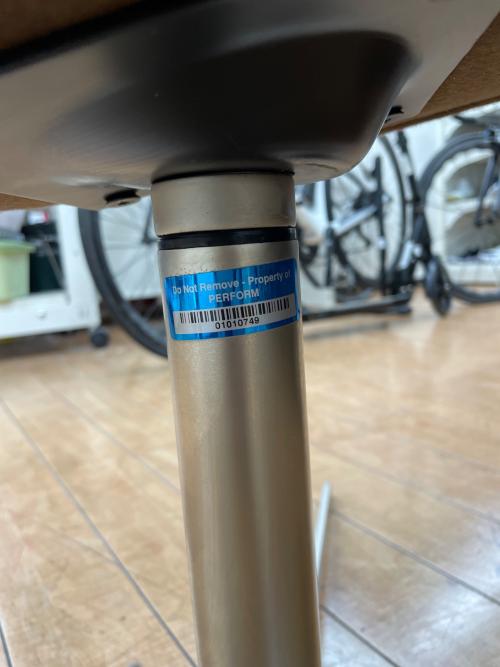 Do Not Remove - Property of
PERFORM
01010749